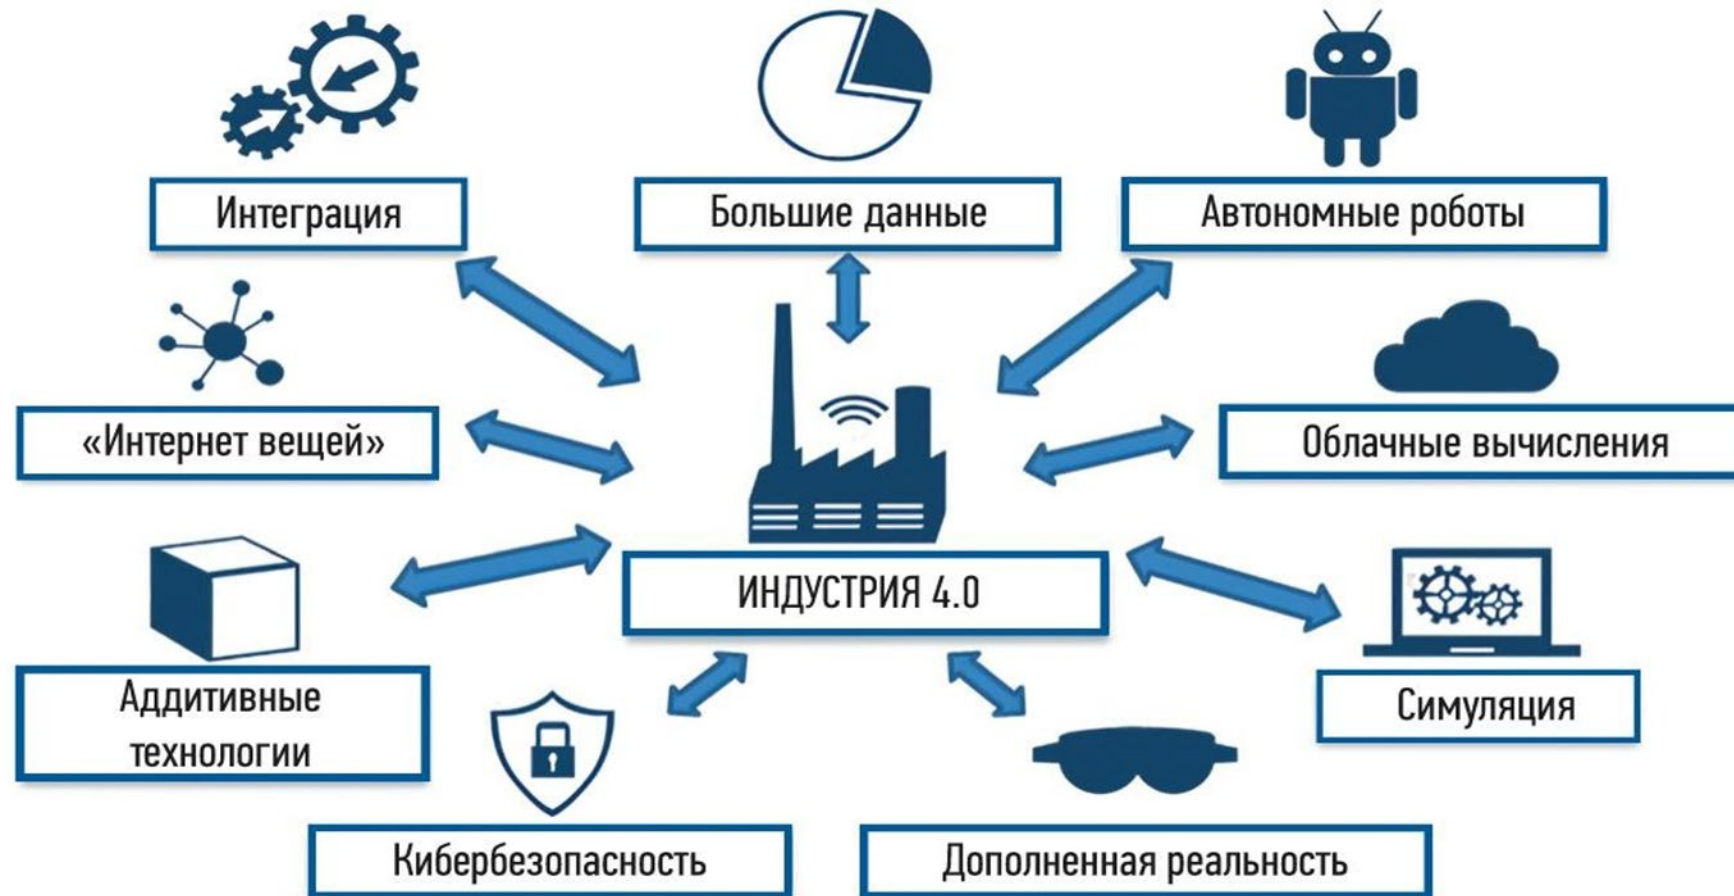 Интеграция
Большие данные
Автономные роботы
«Интернет вещей»
Облачные вычисления
ИНДУСТРИЯ 4.0
Аддитивные
технологии
Симуляция
Кибербезопасность
Дополненная реальность